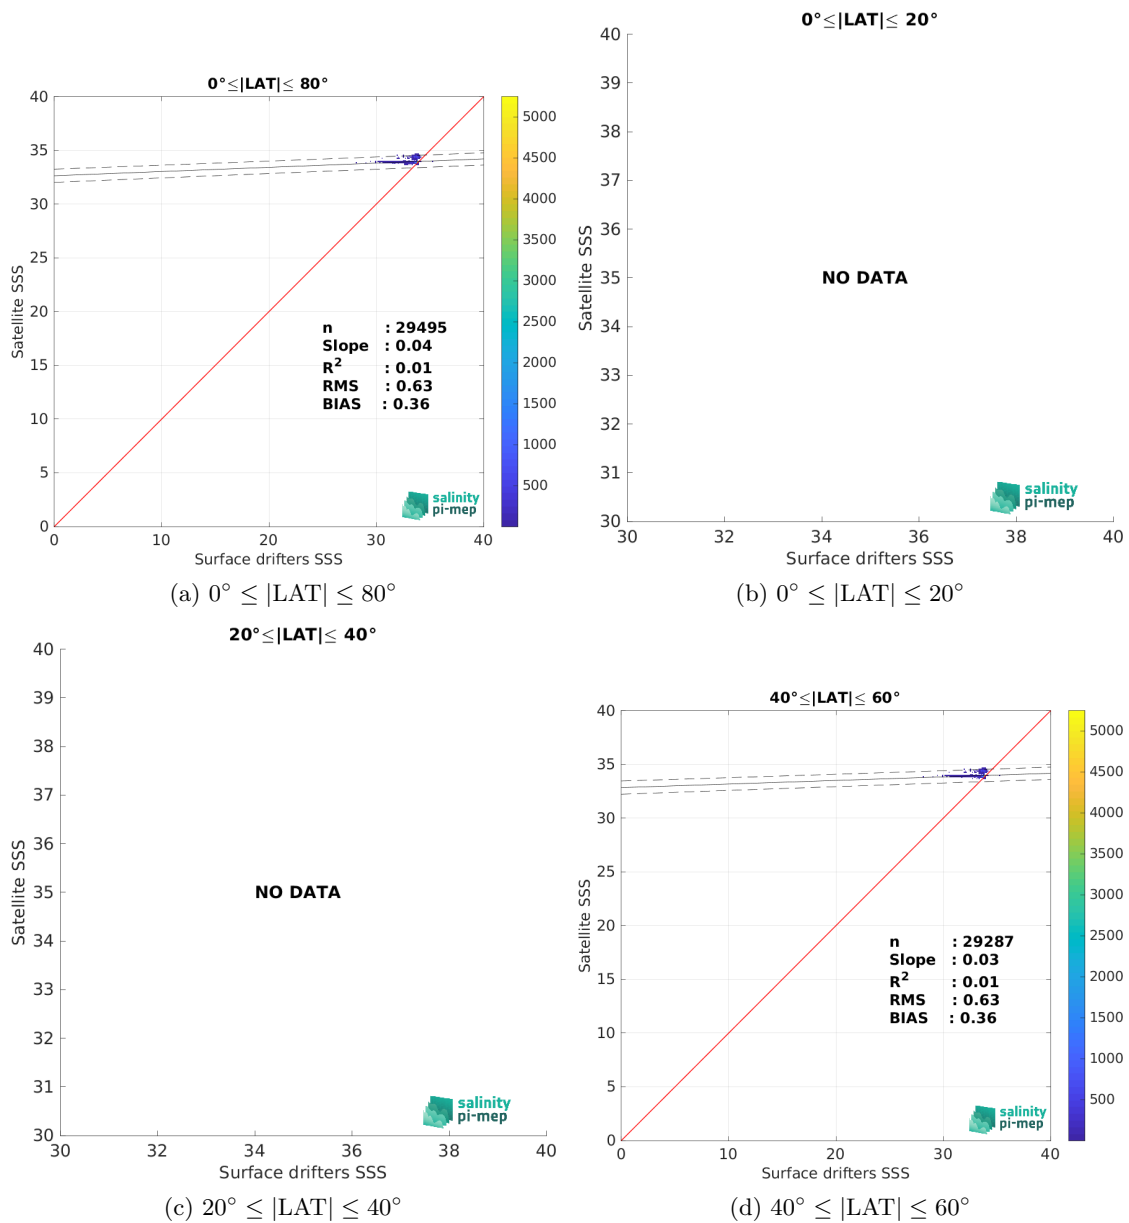 0°≤|LAT|≤ 80°
40
35
30
25
20
15
10
5
0
Satellite SSS
n : 29495
Slope : 0.04
R² : 0.01
RMS : 0.63
BIAS : 0.36
salinity
pi-mep
0 10 20 30 40
Surface drifters SSS
5000
4500
4000
3500
3000
2500
2000
1500
1000
500
(a) 0° ≤ |LAT| ≤ 80°
0°≤|LAT|≤ 20°
40
39
38
37
36
35
34
33
32
31
30
Satellite SSS
NO DATA
salinity
pi-mep
30 32 34 36 38 40
Surface drifters SSS
(b) 0° ≤ |LAT| ≤ 20°
20°≤|LAT|≤ 40°
40
39
38
37
36
35
34
33
32
31
30
Satellite SSS
NO DATA
salinity
pi-mep
30 32 34 36 38 40
Surface drifters SSS
(c) 20° ≤ |LAT| ≤ 40°
40°≤|LAT|≤ 60°
40
35
30
25
20
15
10
5
0
Satellite SSS
n : 29287
Slope : 0.03
R² : 0.01
RMS : 0.63
BIAS : 0.36
salinity
pi-mep
0 10 20 30 40
Surface drifters SSS
5000
4500
4000
3500
3000
2500
2000
1500
1000
500
(d) 40° ≤ |LAT| ≤ 60°